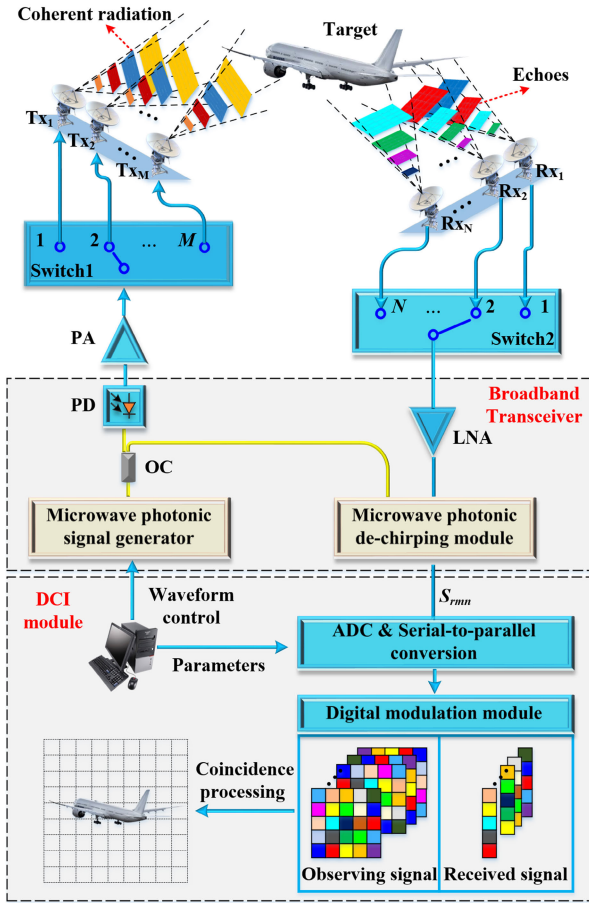 Coherent radiation
Target
Echoes
Tx1
Tx2
...
TxM
Rx1
Rx2
...
RxN
1
2
...
M
Switch1
N
...
2
1
Switch2
PA
PD
Broadband
Transceiver
LNA
OC
Microwave photonic
signal generator
Microwave photonic
de-chirping module
DCI
module
Waveform
control
Srmn
Parameters
ADC & Serial-to-parallel
conversion
Digital modulation module
Coincidence
processing
Observing signal
Received signal